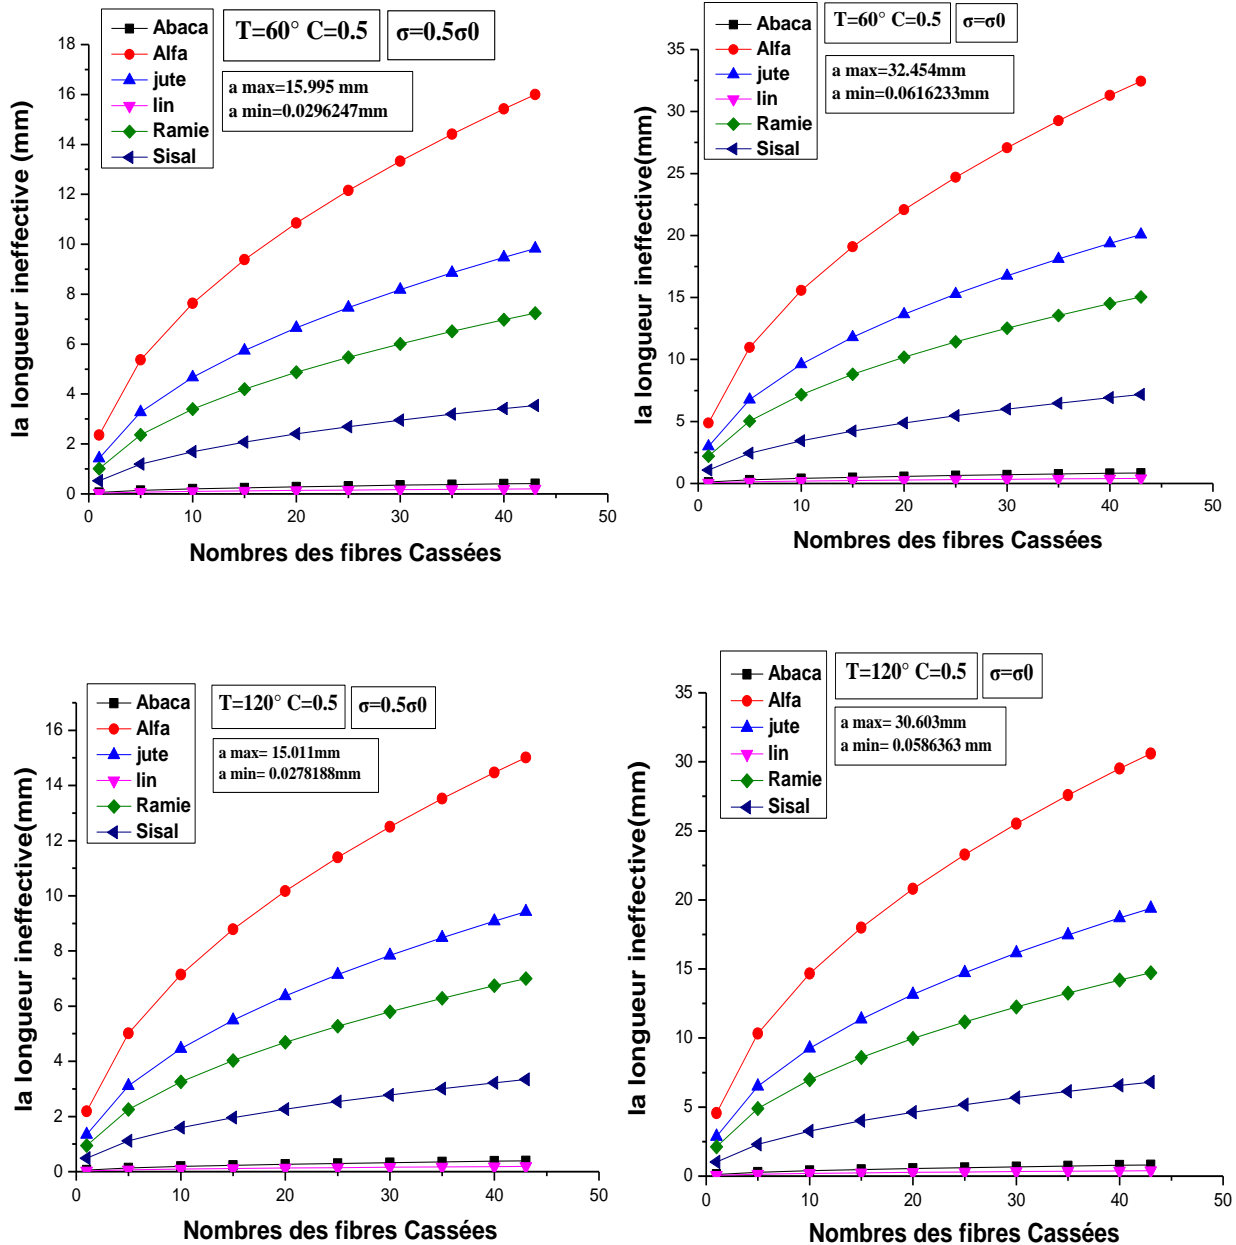 Abaca
Alfa
jute
lin
Ramie
Sisal
T=60° C=0.5
σ=0.5σ0
a max=15.995 mm
a min=0.0296247mm
la longueur ineffective (mm)
18
16
14
12
10
8
6
4
2
0
0 10 20 30 40 50
Nombres des fibres Cassées
Abaca
Alfa
jute
lin
Ramie
Sisal
T=60° C=0.5
σ=σ0
a max=32.454mm
a min=0.0616233mm
la longueur ineffective(mm)
35
30
25
20
15
10
5
0
0 10 20 30 40 50
Nombres des fibres Cassées
Abaca
Alfa
jute
lin
Ramie
Sisal
T=120° C=0.5
σ=0.5σ0
a max= 15.011mm
a min= 0.0278188mm
la longueur ineffective(mm)
16
14
12
10
8
6
4
2
0
0 10 20 30 40 50
Nombres des fibres Cassées
Abaca
Alfa
jute
lin
Ramie
Sisal
T=120° C=0.5
σ=σ0
a max= 30.603mm
a min= 0.0586363 mm
la longueur ineffective(mm)
35
30
25
20
15
10
5
0
0 10 20 30 40 50
Nombres des fibres Cassées